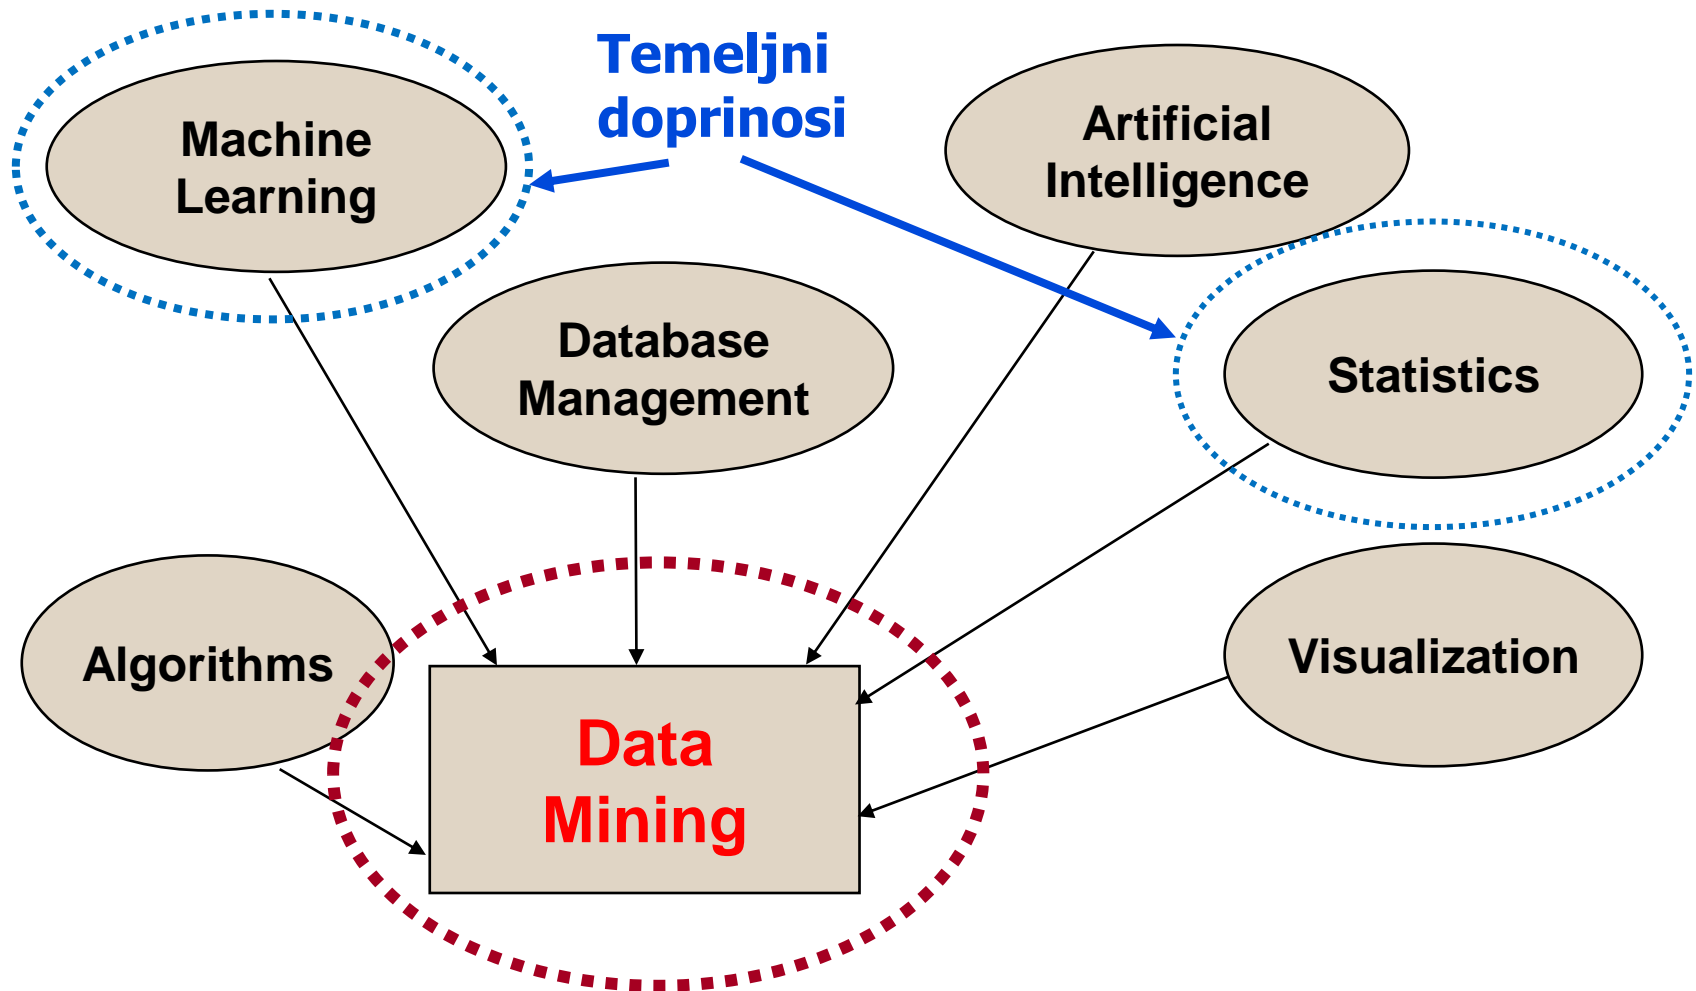 Temeljni
doprinosi
Machine
Learning
Artificial
Intelligence
Database
Management
Statistics
Algorithms
Visualization
Data
Mining